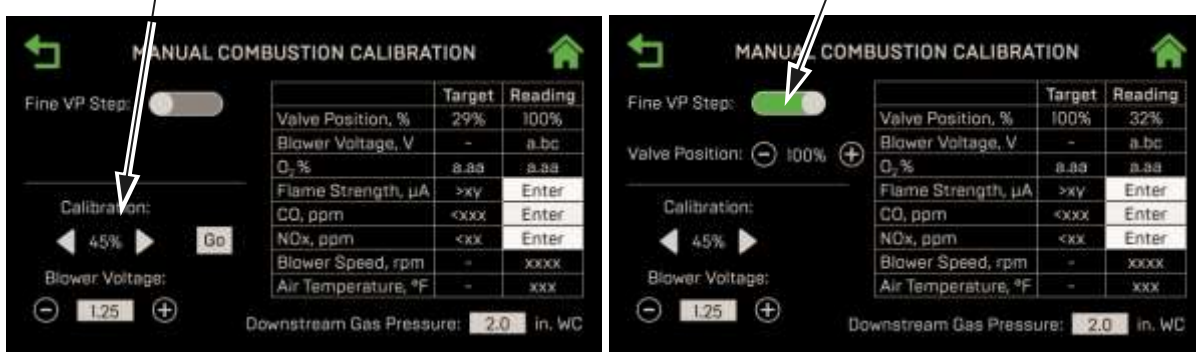 MANUAL COMBUSTION CALIBRATION
Fine VP Step:
Target Reading
Valve Position, % 29% 100%
Blower Voltage, V - a.bc
O₂% a.aa a.aa
Flame Strength, µA >xy Enter
CO, ppm <xxx Enter
NOx, ppm <xx Enter
Blower Speed, rpm - xxxx
Air Temperature, °F - xxx
Calibration:
45% Go
Blower Voltage:
1.25
Downstream Gas Pressure: 2.0 in. WC
MANUAL COMBUSTION CALIBRATION
Fine VP Step:
Valve Position: 100%
Target Reading
Valve Position, % 100% 32%
Blower Voltage, V - a.bc
O₂% a.aa a.aa
Flame Strength, µA >xy Enter
CO, ppm <xxx Enter
NOx, ppm <xx Enter
Blower Speed, rpm - xxxx
Air Temperature, °F - xxx
Calibration:
45%
Blower Voltage:
1.25
Downstream Gas Pressure: 2.0 in. WC